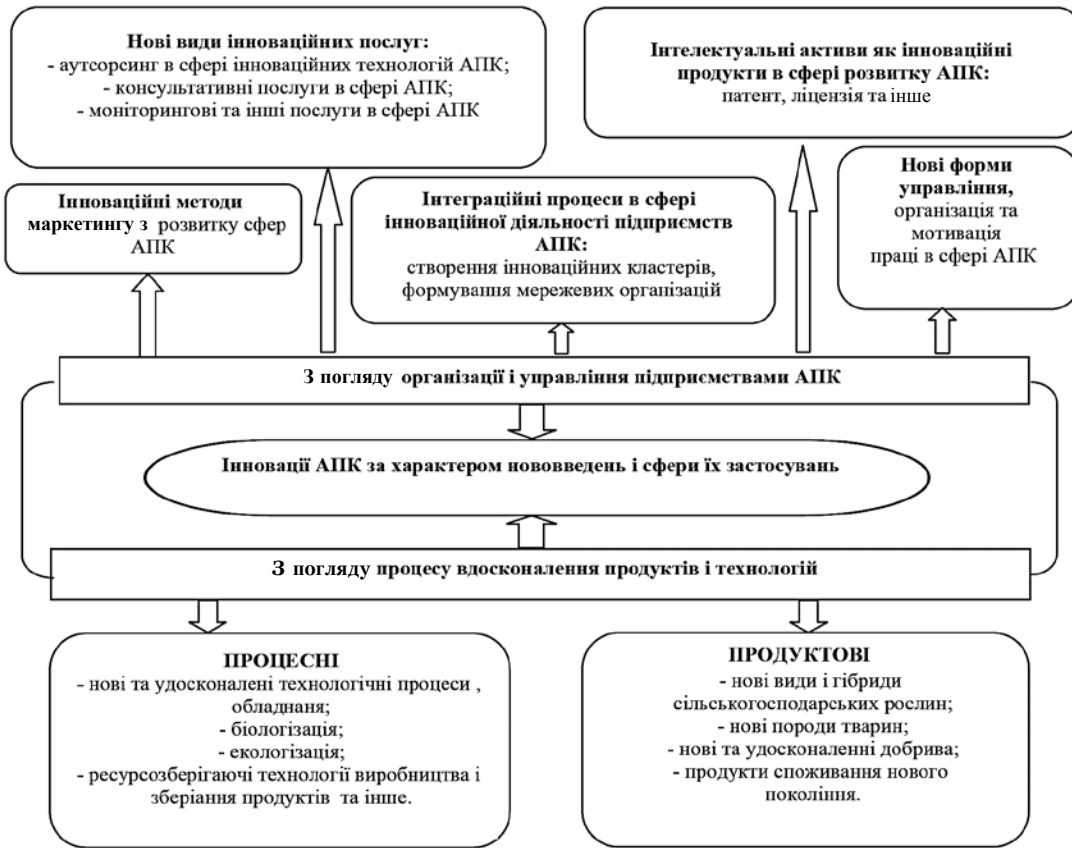 Нові види інноваційних послуг:
- аутсорсинг в сфері інноваційних технологій АПК;
- консультативні послуги в сфері АПК;
- моніторингові та інші послуги в сфері АПК
Інтелектуальні активи як інноваційні
продукти в сфері розвитку АПК:
патент, ліцензія та інше
Інноваційні методи
маркетингу з розвитку сфер
АПК
Інтеграційні процеси в сфері
інноваційної діяльності підприємств
АПК:
створення інноваційних кластерів,
формування мережевих організацій
Нові форми
управління,
організація та
мотивація
праці в сфері АПК
З погляду організації і управління підприємствами АПК
Інновації АПК за характером нововведень і сфери їх застосувань
З погляду процесу вдосконалення продуктів і технологій
ПРОЦЕСНІ
- нові та удосконалені технологічні процеси ,
обладнаня;
- біологізація;
- екологізація;
- ресурсозберігаючі технології виробництва і
зберіання продуктів та інше.
ПРОДУКТОВІ
- нові види і гібриди
сільськогосподарських рослин;
- нові породи тварин;
- нові та удосконаленні добрива;
- продукти споживання нового
покоління.